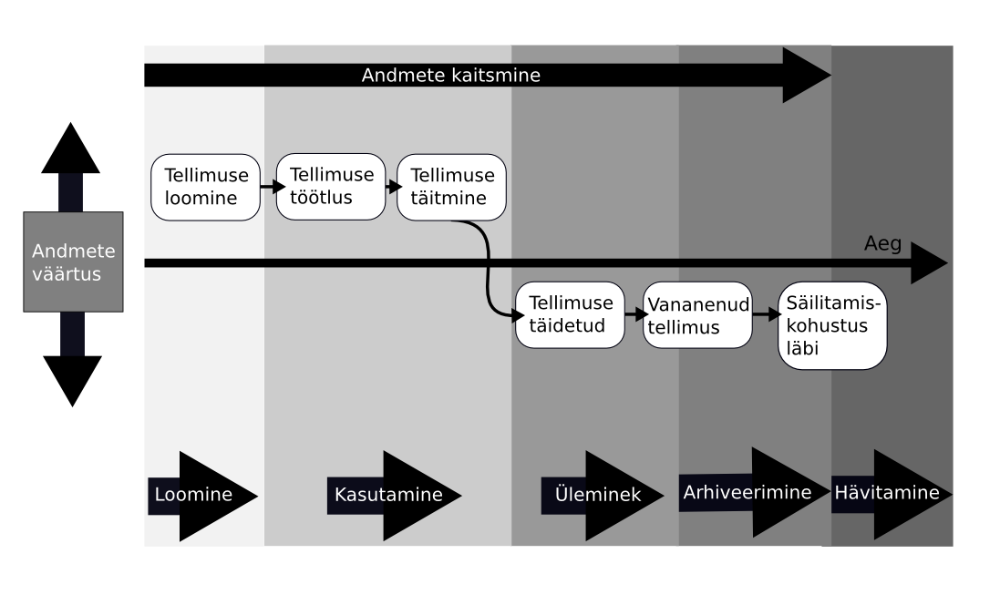 Andmete kaitsmine
Tellimuse
loomine
Tellimuse
töötlus
Tellimuse
täitmine
Andmete
väärtus
Aeg
Tellimuse
täidetud
Vananenud
tellimus
Säilitamis-
kohustus
läbi
Loomine
Kasutamine
Üleminek
Arhiveerimine
Hävitamine